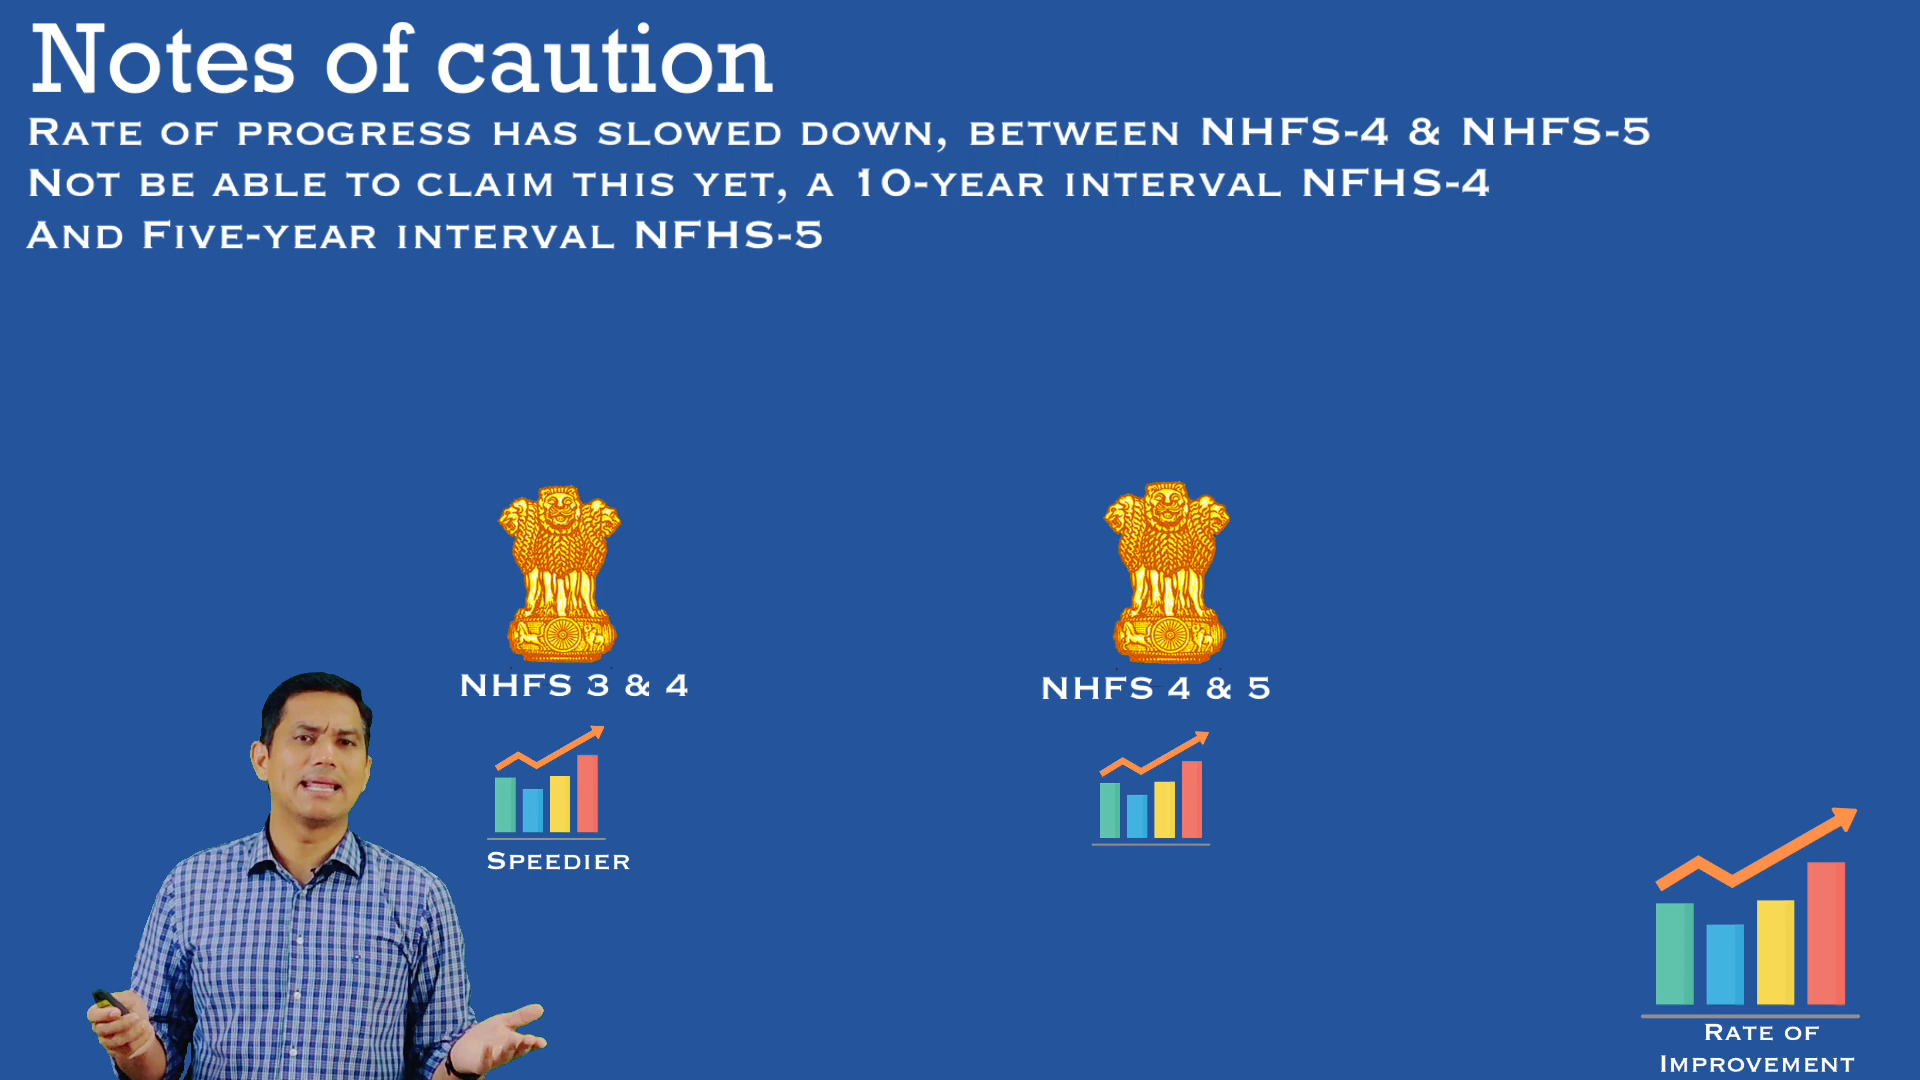 Notes of caution
Rate of progress has slowed down, between NHFS-4 & NHFS-5
Not be able to claim this yet, a 10-year interval NFHS-4
And Five-year interval NFHS-5
NHFS 3 & 4
NHFS 4 & 5
Speedier
Rate of
Improvement